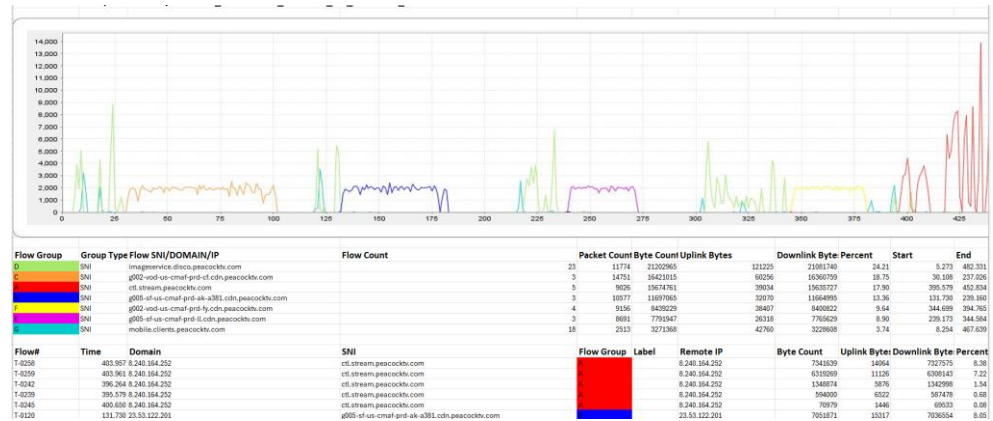 14,000
13,000
12,000
11,000
10,000
9,000
8,000
7,000
6,000
5,000
4,000
3,000
2,000
1,000
0
0 25 50 75 100 125 150 175 200 225 250 275 300 325 350 375 400 425
Flow Group Group Type Flow SNI/DOMAIN/IP Flow Count Packet Count Byte Count Uplink Bytes Downlink Bytes Percent Start End
D SNI imageservice.disco.peacocktv.com 23 11774 21202965 121225 21081740 24.21 5.273 482.331
C SNI g002-vod-us-cmaf-prd-cf.cdn.peacocktv.com 3 14751 16421015 60256 16360759 18.75 30.108 237.026
A SNI ctl.stream.peacocktv.com 5 9026 15674761 39034 15635727 17.90 395.579 452.834
SNI g005-sf-us-cmaf-prd-ak-a381.cdn.peacocktv.com 3 10577 11697065 32070 11664995 13.36 131.730 239.160
F SNI g002-vod-us-cmaf-prd-fy.cdn.peacocktv.com 4 9156 8439229 38407 8400822 9.64 344.699 394.765
E SNI g005-sf-us-cmaf-prd-ll.cdn.peacocktv.com 3 8691 7791947 26318 7765629 8.90 239.173 344.584
G SNI mobile.clients.peacocktv.com 18 2513 3271368 42760 3228608 3.74 8.254 467.639
Flow# Time Domain SNI Flow Group Label Remote IP Byte Count Uplink Bytes Downlink Byte Percent
T-0258 403.957 8.240.164.252 ctl.stream.peacocktv.com A 8.240.164.252 7341639 14064 7327575 8.38
T-0259 403.961 8.240.164.252 ctl.stream.peacocktv.com A 8.240.164.252 6319269 11126 6308143 7.22
T-0242 396.264 8.240.164.252 ctl.stream.peacocktv.com A 8.240.164.252 1348874 5876 1342998 1.54
T-0239 395.579 8.240.164.252 ctl.stream.peacocktv.com A 8.240.164.252 594000 6522 587478 0.68
T-0245 400.650 8.240.164.252 ctl.stream.peacocktv.com A 8.240.164.252 70979 1446 69533 0.08
T-0120 131.730 23.53.122.201 g005-sf-us-cmaf-prd-ak-a381.cdn.peacocktv.com 23.53.122.201 7051871 15317 7036554 8.05